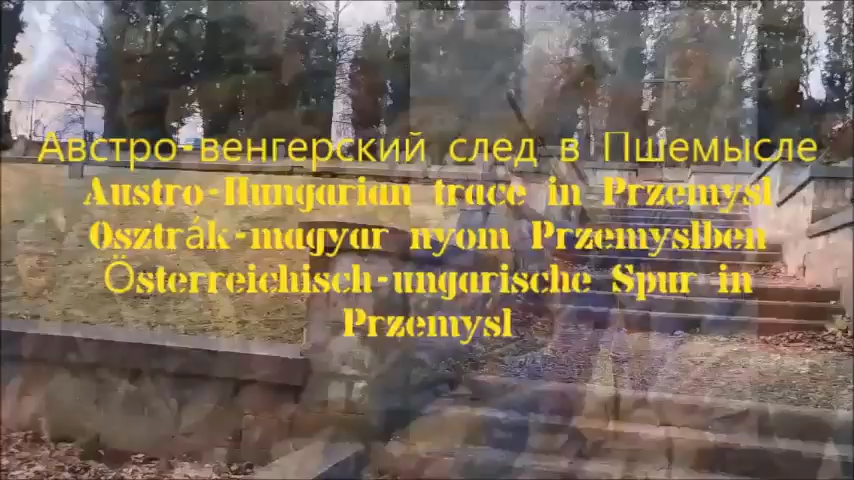 Австро-венгерский след в Пшемысле
Austro-Hungarian trace in Przemysl
Osztrák-magyar nyom Przemyslben
Österreichisch-ungarische Spur in
Przemysl